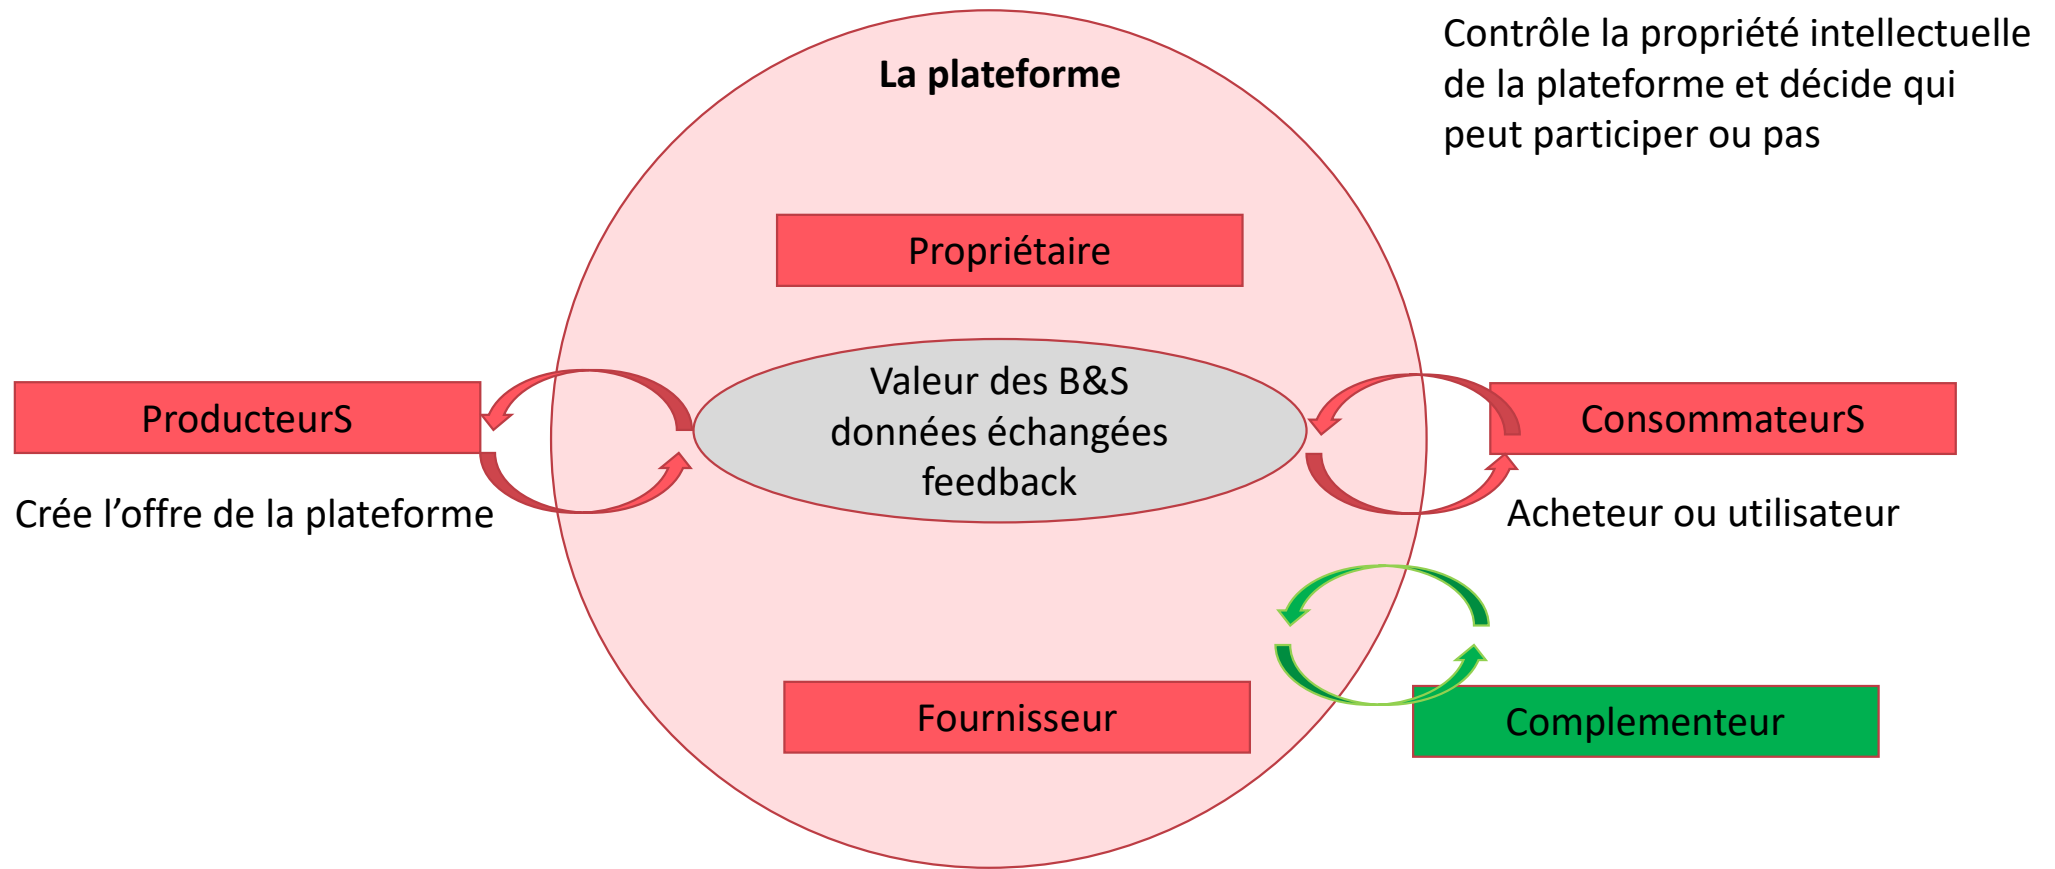 La plateforme
Contrôle la propriété intellectuelle
de la plateforme et décide qui
peut participer ou pas
Propriétaire
ProducteurS
Crée l’offre de la plateforme
Valeur des B&S
données échangées
feedback
ConsommateurS
Acheteur ou utilisateur
Fournisseur
Complementeur